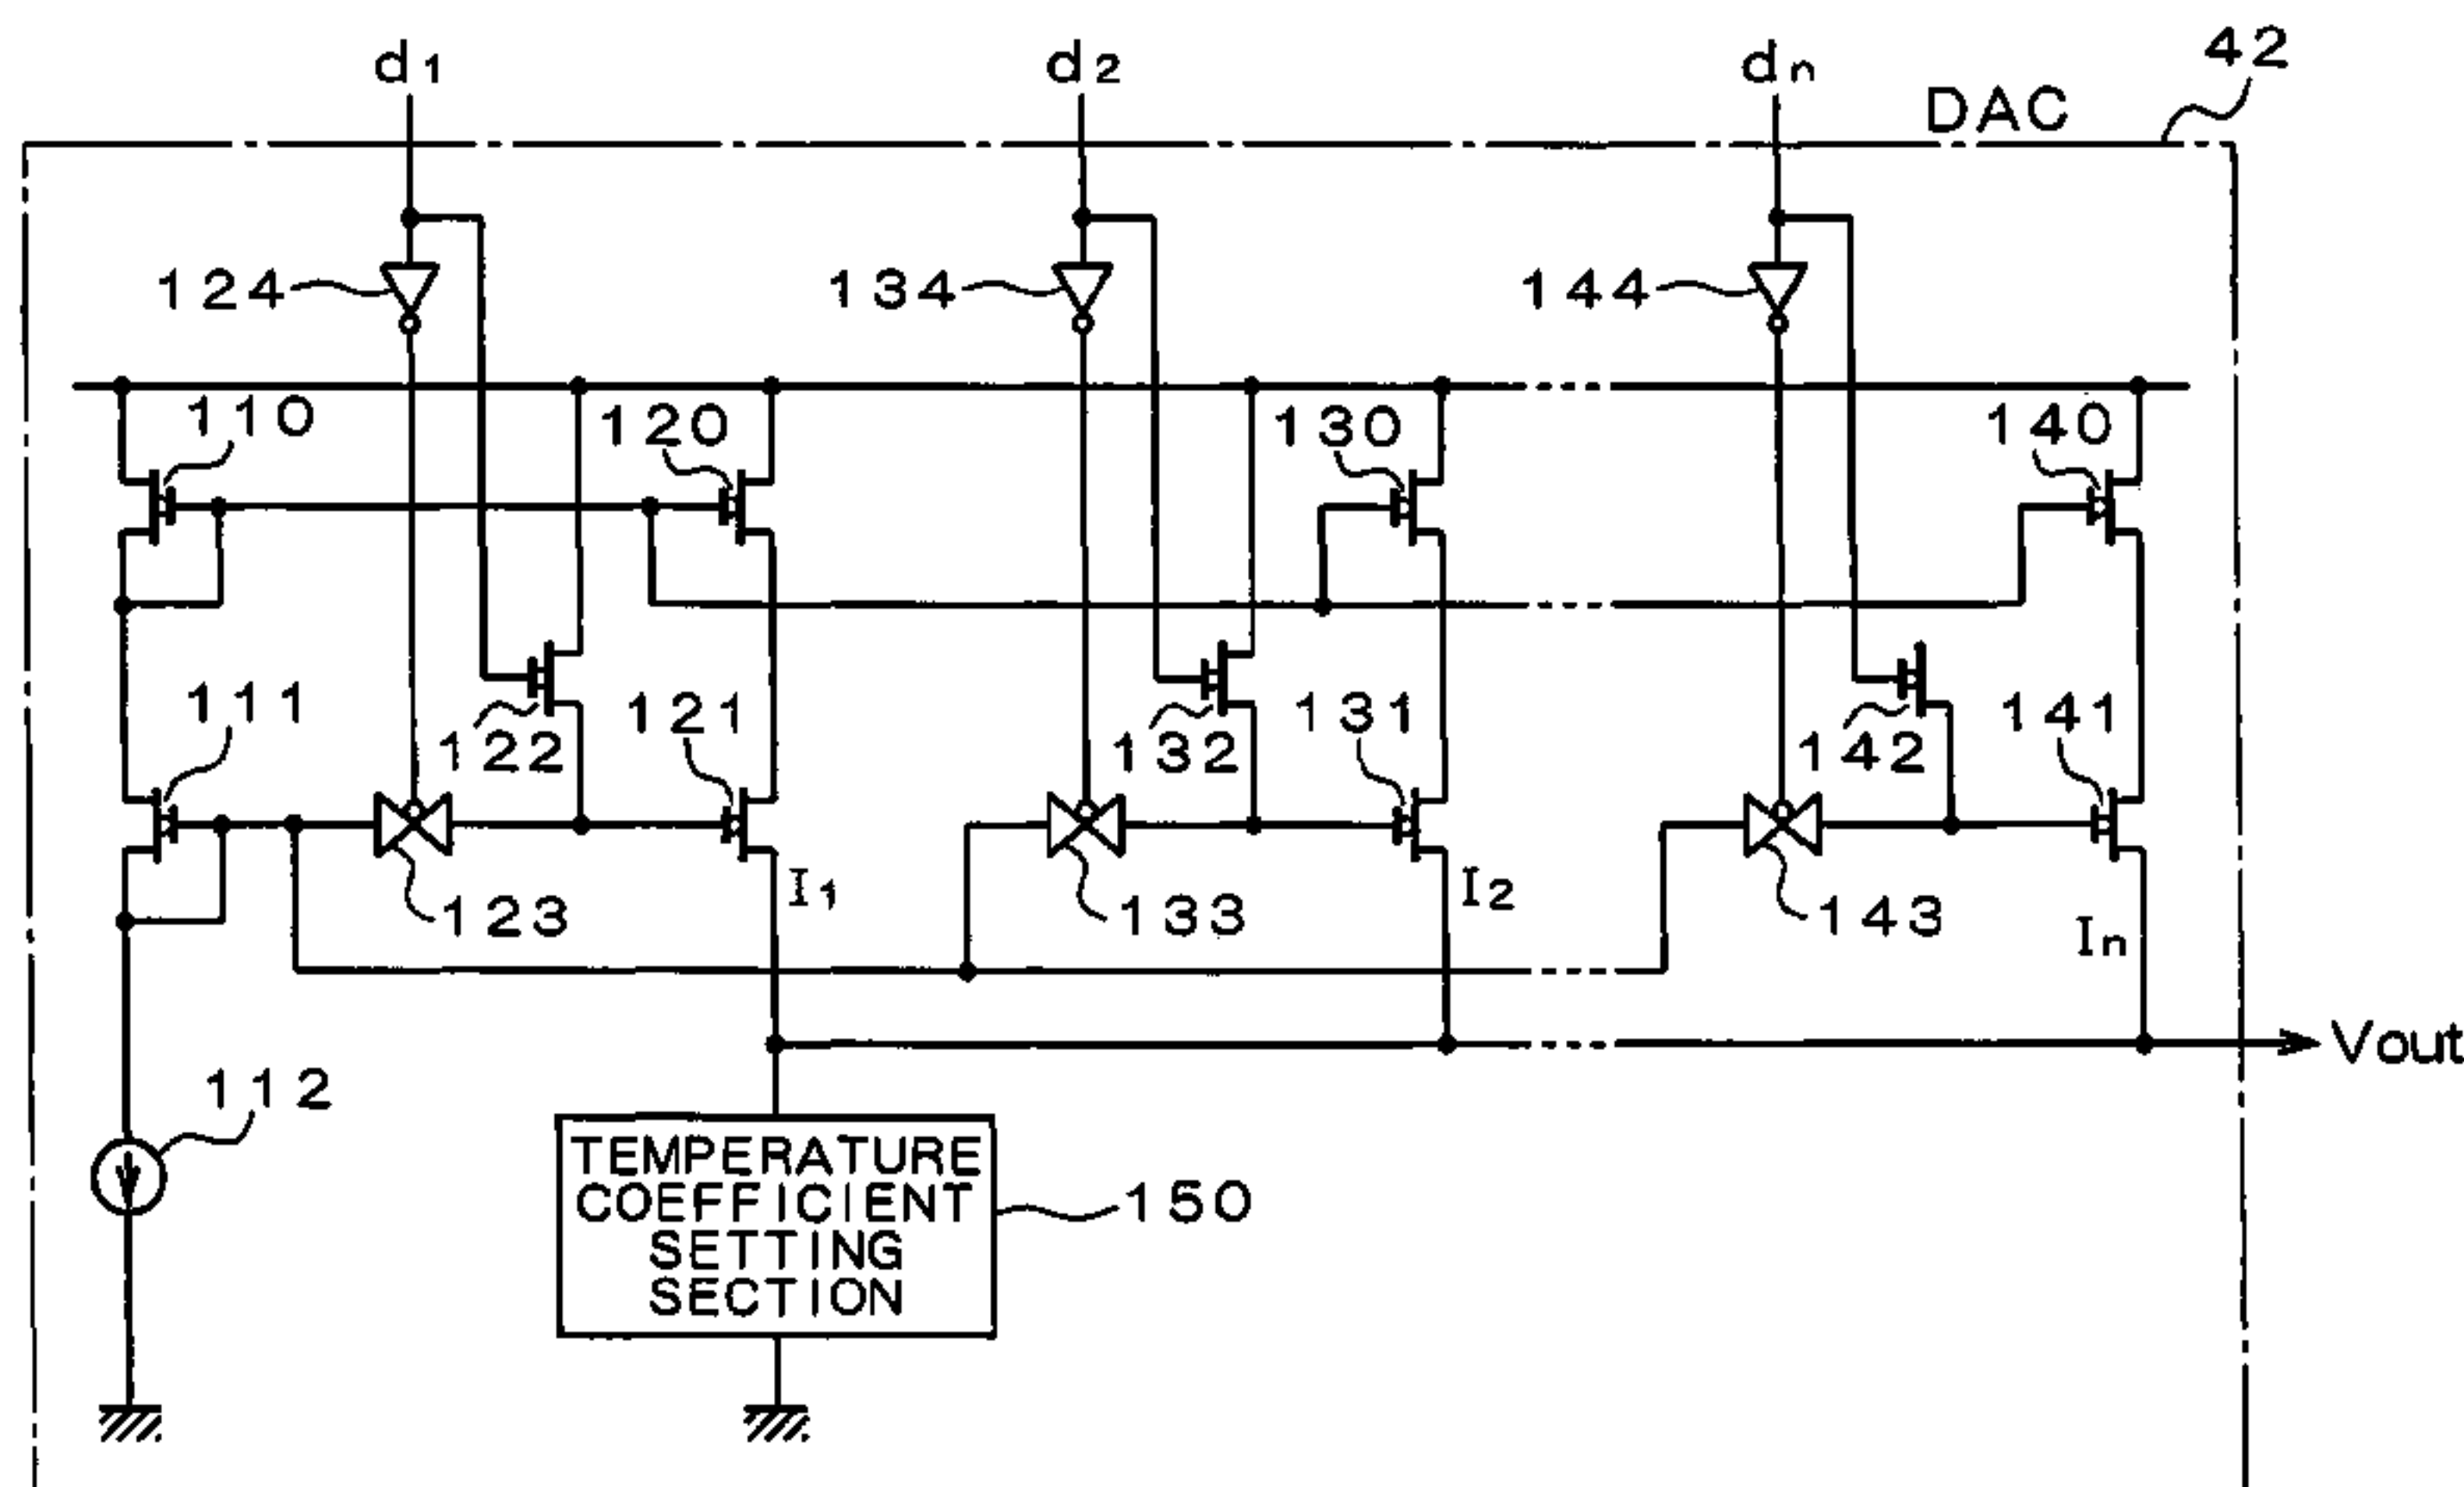 42
d1
d2
dn
DAC
124
134
144
110
120
130
140
111
121
131
141
122
132
142
123
133
143
I1
I2
In
Vout
112
TEMPERATURE
COEFFICIENT
SETTING
SECTION
150